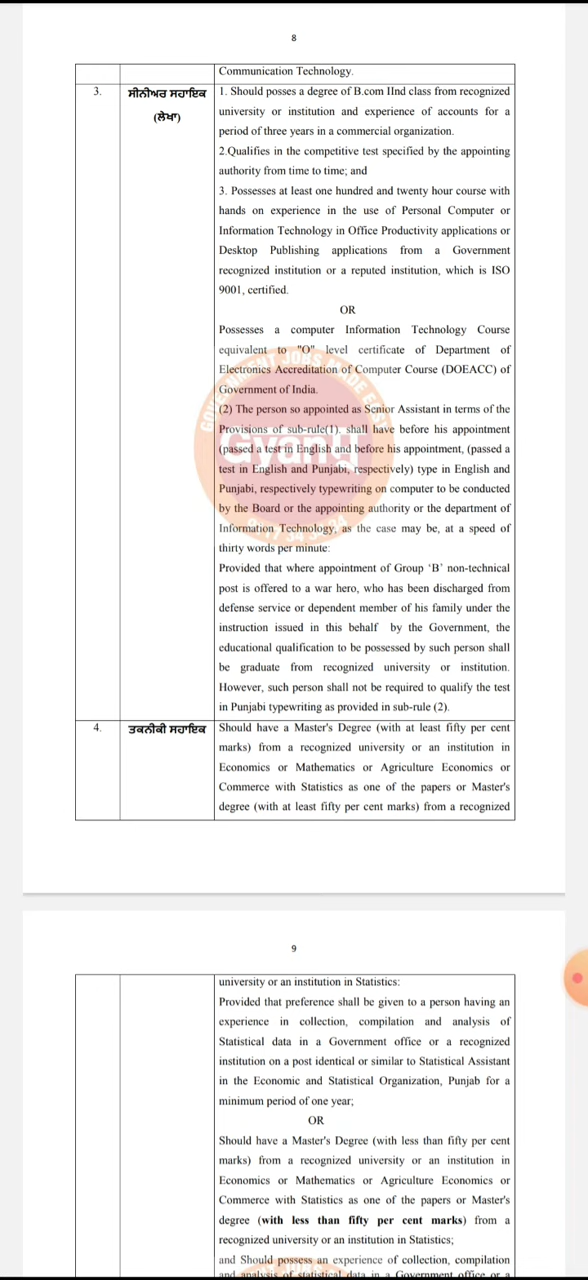 8
Communication Technology.
3.
ਸੀਨੀਅਰ ਸਹਾਇਕ
(ਲੇਖਾ)
1. Should posses a degree of B.com IInd class from recognized
university or institution and experience of accounts for a
period of three years in a commercial organization.
2.Qualifies in the competitive test specified by the appointing
authority from time to time; and
3. Possesses at least one hundred and twenty hour course with
hands on experience in the use of Personal Computer or
Information Technology in Office Productivity applications or
Desktop Publishing applications from a Government
recognized institution or a reputed institution, which is ISO
9001, certified.
OR
Possesses a computer Information Technology Course
equivalent to "O" level certificate of Department of
Electronics Accreditation of Computer Course (DOEACC) of
Government of India.
(2) The person so appointed as Senior Assistant in terms of the
Provisions of sub-rule(1), shall have before his appointment
(passed a test in English and before his appointment, (passed a
test in English and Punjabi, respectively) type in English and
Punjabi, respectively typewriting on computer to be conducted
by the Board or the appointing authority or the department of
Information Technology, as the case may be, at a speed of
thirty words per minute:
Provided that where appointment of Group ‘B’ non-technical
post is offered to a war hero, who has been discharged from
defense service or dependent member of his family under the
instruction issued in this behalf by the Government, the
educational qualification to be possessed by such person shall
be graduate from recognized university or institution.
However, such person shall not be required to qualify the test
in Punjabi typewriting as provided in sub-rule (2).
4.
ਤਕਨੀਕੀ ਸਹਾਇਕ
Should have a Master's Degree (with at least fifty per cent
marks) from a recognized university or an institution in
Economics or Mathematics or Agriculture Economics or
Commerce with Statistics as one of the papers or Master's
degree (with at least fifty per cent marks) from a recognized
GOVERNMENT JOBS MADE EASY
Gyanm
9
university or an institution in Statistics:
Provided that preference shall be given to a person having an
experience in collection, compilation and analysis of
Statistical data in a Government office or a recognized
institution on a post identical or similar to Statistical Assistant
in the Economic and Statistical Organization, Punjab for a
minimum period of one year;
OR
Should have a Master's Degree (with less than fifty per cent
marks) from a recognized university or an institution in
Economics or Mathematics or Agriculture Economics or
Commerce with Statistics as one of the papers or Master's
degree (with less than fifty per cent marks) from a
recognized university or an institution in Statistics;
and Should possess an experience of collection, compilation
and analysis of statistical data in a Government office or a